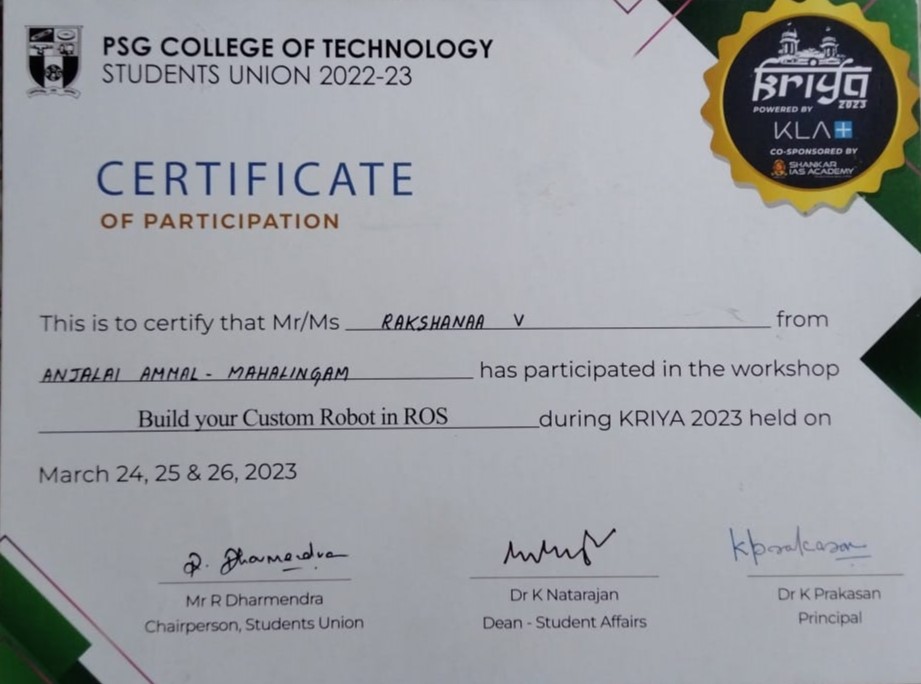 PSG COLLEGE OF TECHNOLOGY
STUDENTS UNION 2022-23
Kriya
2023
POWERED BY
KLA+
CO-SPONSORED BY
SHANKAR
IAS ACADEMY
CERTIFICATE
OF PARTICIPATION
This is to certify that Mr/Ms RAKSHANAA V from
ANJALAI AMMAL - MAHALINGAM has participated in the workshop
Build your Custom Robot in ROS during KRIYA 2023 held on
March 24, 25 & 26, 2023
R. Dharmendra
kprakasan
Mr R Dharmendra
Chairperson, Students Union
Dr K Natarajan
Dean - Student Affairs
Dr K Prakasan
Principal